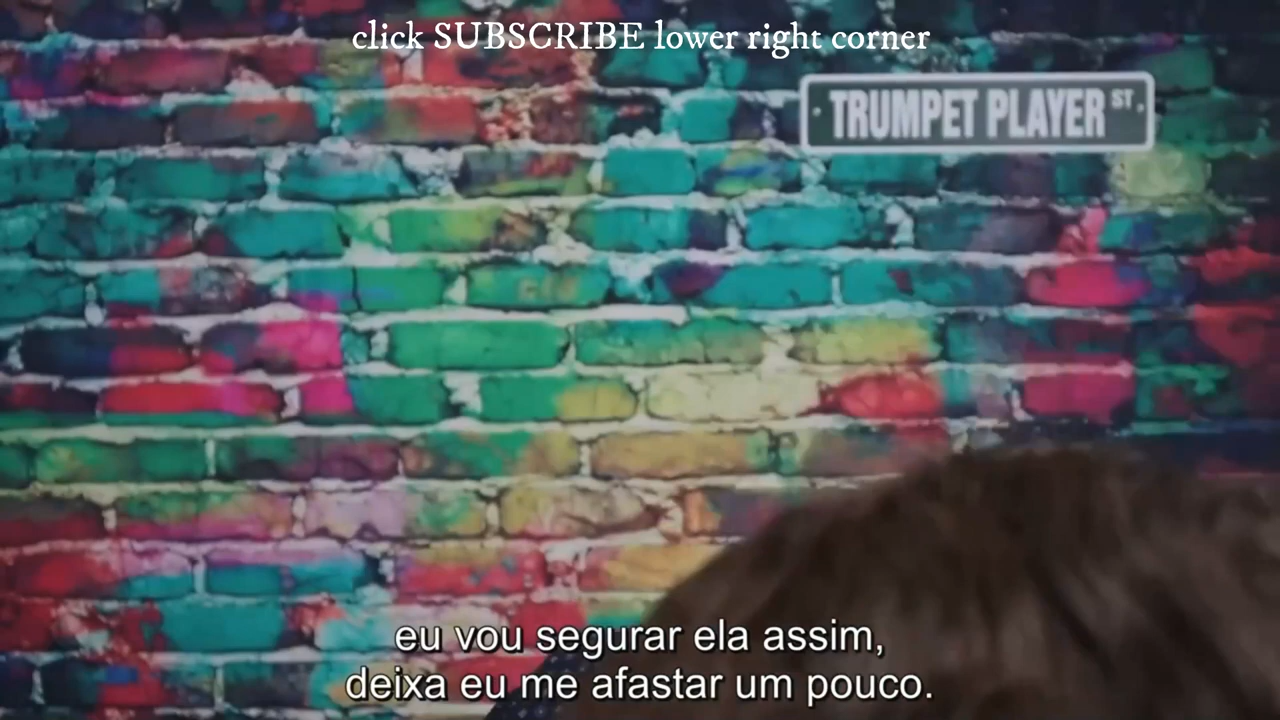 click SUBSCRIBE lower right corner
TRUMPET PLAYER ST
eu vou segurar ela assim,
deixa eu me afastar um pouco.